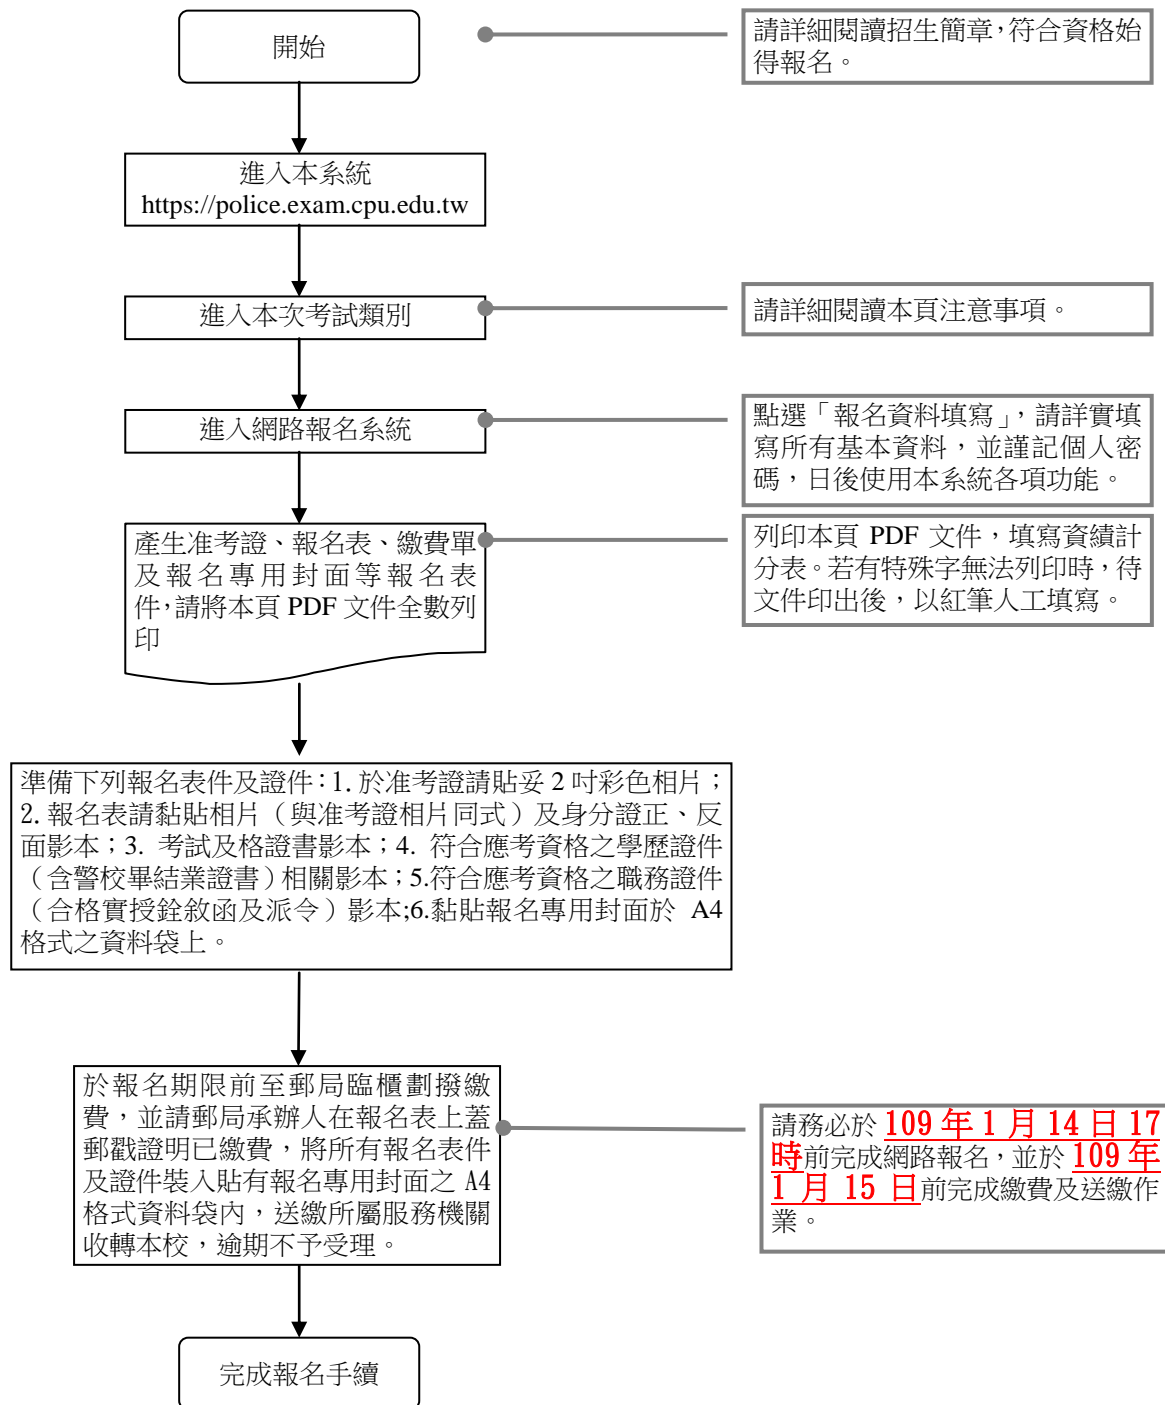 開始
請詳細閱讀招生簡章，符合資格始
得報名。
進入本系統
https://police.exam.cpu.edu.tw
進入本次考試類別
請詳細閱讀本頁注意事項。
進入網路報名系統
點選「報名資料填寫」，請詳實填
寫所有基本資料，並謹記個人密
碼，日後使用本系統各項功能。
產生准考證、報名表、繳費單
及報名專用封面等報名表
件，請將本頁 PDF 文件全數列
印
列印本頁 PDF 文件，填寫資績計
分表。若有特殊字無法列印時，待
文件印出後，以紅筆人工填寫。
準備下列報名表件及證件：1. 於准考證請貼妥 2 吋彩色相片；
2. 報名表請黏貼相片（與准考證相片同式）及身分證正、反
面影本；3. 考試及格證書影本；4. 符合應考資格之學歷證件
（含警校畢結業證書）相關影本；5.符合應考資格之職務證件
（合格實授銓敘函及派令）影本;6.黏貼報名專用封面於 A4
格式之資料袋上。
於報名期限前至郵局臨櫃劃撥繳
費，並請郵局承辦人在報名表上蓋
郵戳證明已繳費，將所有報名表件
及證件裝入貼有報名專用封面之 A4
格式資料袋內，送繳所屬服務機關
收轉本校，逾期不予受理。
請務必於 109 年 1 月 14 日 17
時前完成網路報名，並於 109 年
1 月 15 日前完成繳費及送繳作
業。
完成報名手續